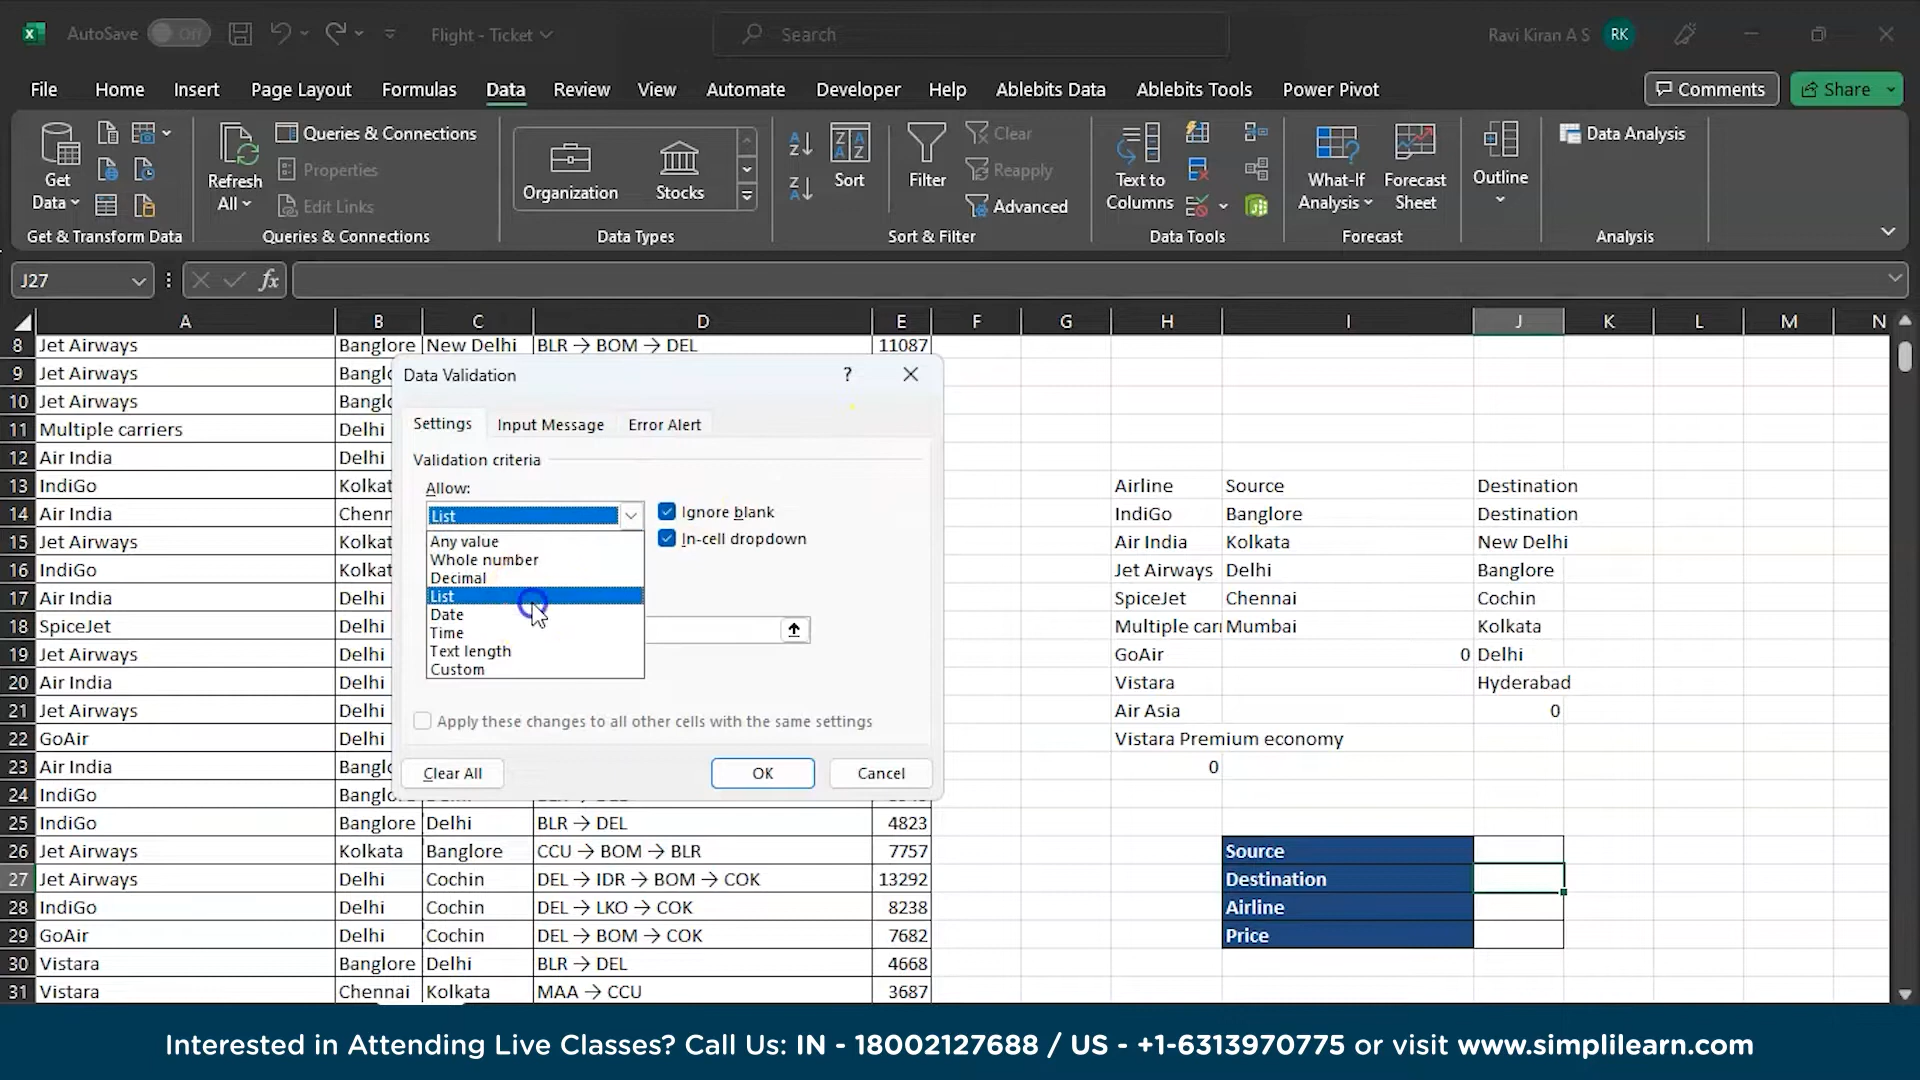 AutoSave Off Flight - Ticket Search Ravi Kiran A S RK
File Home Insert Page Layout Formulas Data Review View Automate Developer Help Ablebits Data Ablebits Tools Power Pivot Comments Share
Get Data
Refresh All
Queries & Connections
Properties
Edit Links
Organization Stocks
Sort
Filter
Clear
Reapply
Advanced
Text to Columns
What-If Analysis
Forecast Sheet
Outline
Data Analysis
Get & Transform Data Queries & Connections Data Types Sort & Filter Data Tools Forecast Analysis
J27 fx
A B C D E F G H I J K L M N
8 Jet Airways Banglore New Delhi BLR → BOM → DEL 11087
9 Jet Airways Banglo
10 Jet Airways Banglo
11 Multiple carriers Delhi
12 Air India Delhi
13 IndiGo Kolkat Airline Source Destination
14 Air India Chenn IndiGo Banglore Destination
15 Jet Airways Kolkat Air India Kolkata New Delhi
16 IndiGo Kolkat Jet Airways Delhi Banglore
17 Air India Delhi SpiceJet Chennai Cochin
18 SpiceJet Delhi Multiple carr Mumbai Kolkata
19 Jet Airways Delhi GoAir 0 Delhi
20 Air India Delhi Vistara Hyderabad
21 Jet Airways Delhi Air Asia 0
22 GoAir Delhi Vistara Premium economy
23 Air India Banglo 0
24 IndiGo Banglo
25 IndiGo Banglore Delhi BLR → DEL 4823
26 Jet Airways Kolkata Banglore CCU → BOM → BLR 7757 Source
27 Jet Airways Delhi Cochin DEL → IDR → BOM → COK 13292 Destination
28 IndiGo Delhi Cochin DEL → LKO → COK 8238 Airline
29 GoAir Delhi Cochin DEL → BOM → COK 7682 Price
30 Vistara Banglore Delhi BLR → DEL 4668
31 Vistara Chennai Kolkata MAA → CCU 3687
Data Validation ?
Settings Input Message Error Alert
Validation criteria
Allow:
List Ignore blank
In-cell dropdown
Any value
Whole number
Decimal
List
Date
Time
Text length
Custom
Apply these changes to all other cells with the same settings
Clear All OK Cancel
Interested in Attending Live Classes? Call Us: IN - 18002127688 / US - +1-6313970775 or visit www.simplilearn.com